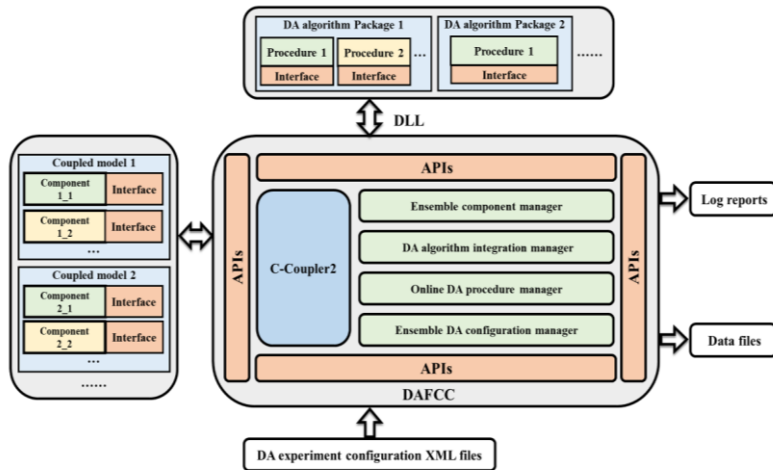 DA algorithm Package 1
Procedure 1
Interface
Procedure 2
Interface
...
DA algorithm Package 2
Procedure 1
Interface
......
DLL
Coupled model 1
Component 1_1
Interface
Component 1_2
Interface
...
Coupled model 2
Component 2_1
Interface
Component 2_2
Interface
...
......
APIs
APIs
C-Coupler2
Ensemble component manager
DA algorithm integration manager
Online DA procedure manager
Ensemble DA configuration manager
APIs
APIs
DAFCC
Log reports
Data files
DA experiment configuration XML files